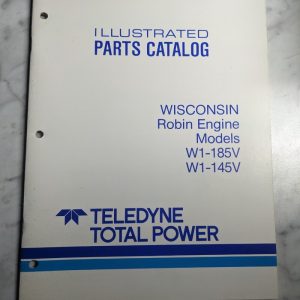 ILLUSTRATED
PARTS CATALOG
WISCONSIN
Robin Engine
Models
W1-185V
W1-145V
TELEDYNE
TOTAL POWER